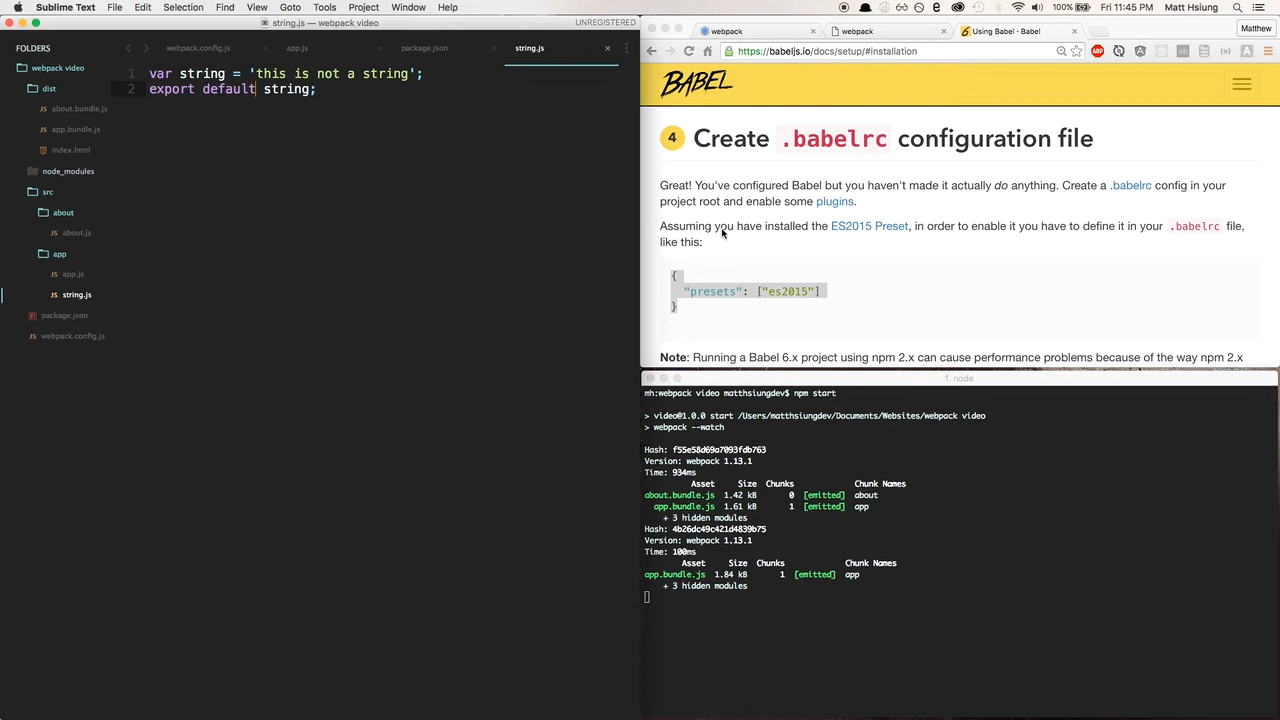 Sublime Text File Edit Selection Find View Goto Tools Project Window Help 100% Fri 11:45 PM Matt Hsiung
string.js — webpack video UNREGISTERED
FOLDERS
webpack video
dist
about.bundle.js
app.bundle.js
index.html
node_modules
src
about
about.js
app
app.js
string.js
package.json
webpack.config.js
webpack.config.js app.js package.json string.js
1 var string = 'this is not a string';
2 export default string;
webpack webpack Using Babel · Babel Matthew
https://babeljs.io/docs/setup/#installation
BABEL
4 Create .babelrc configuration file
Great! You've configured Babel but you haven't made it actually do anything. Create a .babelrc config in your
project root and enable some plugins.
Assuming you have installed the ES2015 Preset, in order to enable it you have to define it in your .babelrc file,
like this:
{
"presets": ["es2015"]
}
Note: Running a Babel 6.x project using npm 2.x can cause performance problems because of the way npm 2.x
1. node
mh:webpack video matthsiungdev$ npm start
> video@1.0.0 start /Users/matthsiungdev/Documents/Websites/webpack video
> webpack --watch
Hash: f55e58d69a7093fdb763
Version: webpack 1.13.1
Time: 934ms
Asset Size Chunks Chunk Names
about.bundle.js 1.42 kB 0 [emitted] about
app.bundle.js 1.61 kB 1 [emitted] app
+ 3 hidden modules
Hash: 4b26dc49c421d4839b75
Version: webpack 1.13.1
Time: 100ms
Asset Size Chunks Chunk Names
app.bundle.js 1.84 kB 1 [emitted] app
+ 3 hidden modules